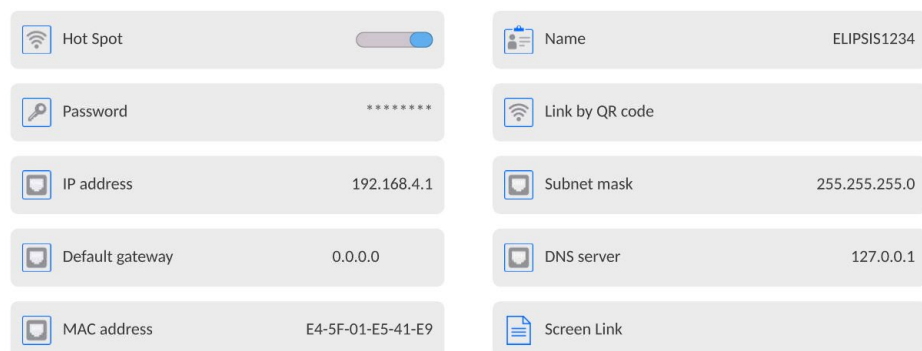 Hot Spot
Name ELIPSIS1234
Password ********
Link by QR code
IP address 192.168.4.1
Subnet mask 255.255.255.0
Default gateway 0.0.0.0
DNS server 127.0.0.1
MAC address E4-5F-01-E5-41-E9
Screen Link